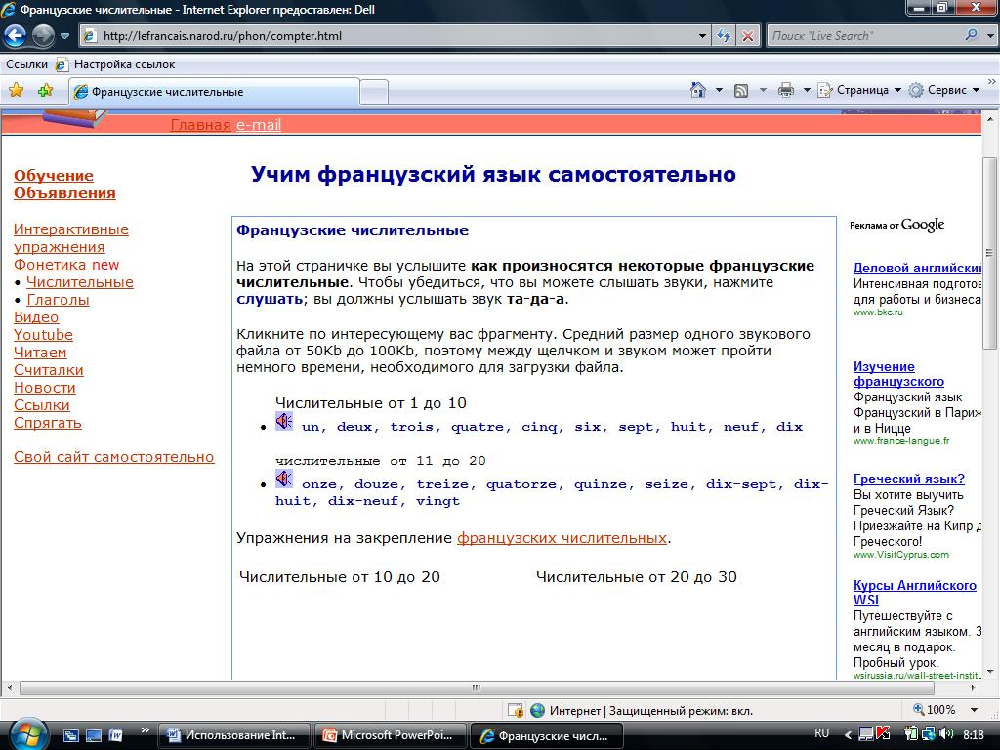 Французские числительные - Internet Explorer предоставлен: Dell
http://lefrancais.narod.ru/phon/compter.html
Поиск "Live Search"
Ссылки Настройка ссылок
Французские числительные
Страница Сервис
Главная e-mail
Обучение
Объявления
Интерактивные
упражнения
Фонетика new
• Числительные
• Глаголы
Видео
Youtube
Читаем
Считалки
Новости
Ссылки
Спрягать
Свой сайт самостоятельно
Учим французский язык самостоятельно
Французские числительные
На этой страничке вы услышите как произносятся некоторые французские
числительные. Чтобы убедиться, что вы можете слышать звуки, нажмите
слушать; вы должны услышать звук та-да-а.
Кликните по интересующему вас фрагменту. Средний размер одного звукового
файла от 50Kb до 100Kb, поэтому между щелчком и звуком может пройти
немного времени, необходимого для загрузки файла.
Числительные от 1 до 10
• un, deux, trois, quatre, cinq, six, sept, huit, neuf, dix
числительные от 11 до 20
• onze, douze, treize, quatorze, quinze, seize, dix-sept, dix-
huit, dix-neuf, vingt
Упражнения на закрепление французских числительных.
Числительные от 10 до 20 Числительные от 20 до 30
Реклама от Google
Деловой английский
Интенсивная подготов
для работы и бизнеса
www.bkc.ru
Изучение
французского
Французский язык
Французский в Париж
и в Ницце
www.france-langue.fr
Греческий язык?
Вы хотите выучить
Греческий Язык?
Приезжайте на Кипр д
Греческого!
www.VisitCyprus.com
Курсы Английского
WSI
Путешествуйте с
английским языком. 3
месяц в подарок.
Пробный урок.
wsirussia.ru/wall-street-institu
Интернет | Защищенный режим: вкл.
100%
Использование Int...
Microsoft PowerPoi...
Французские числ...
RU
8:18